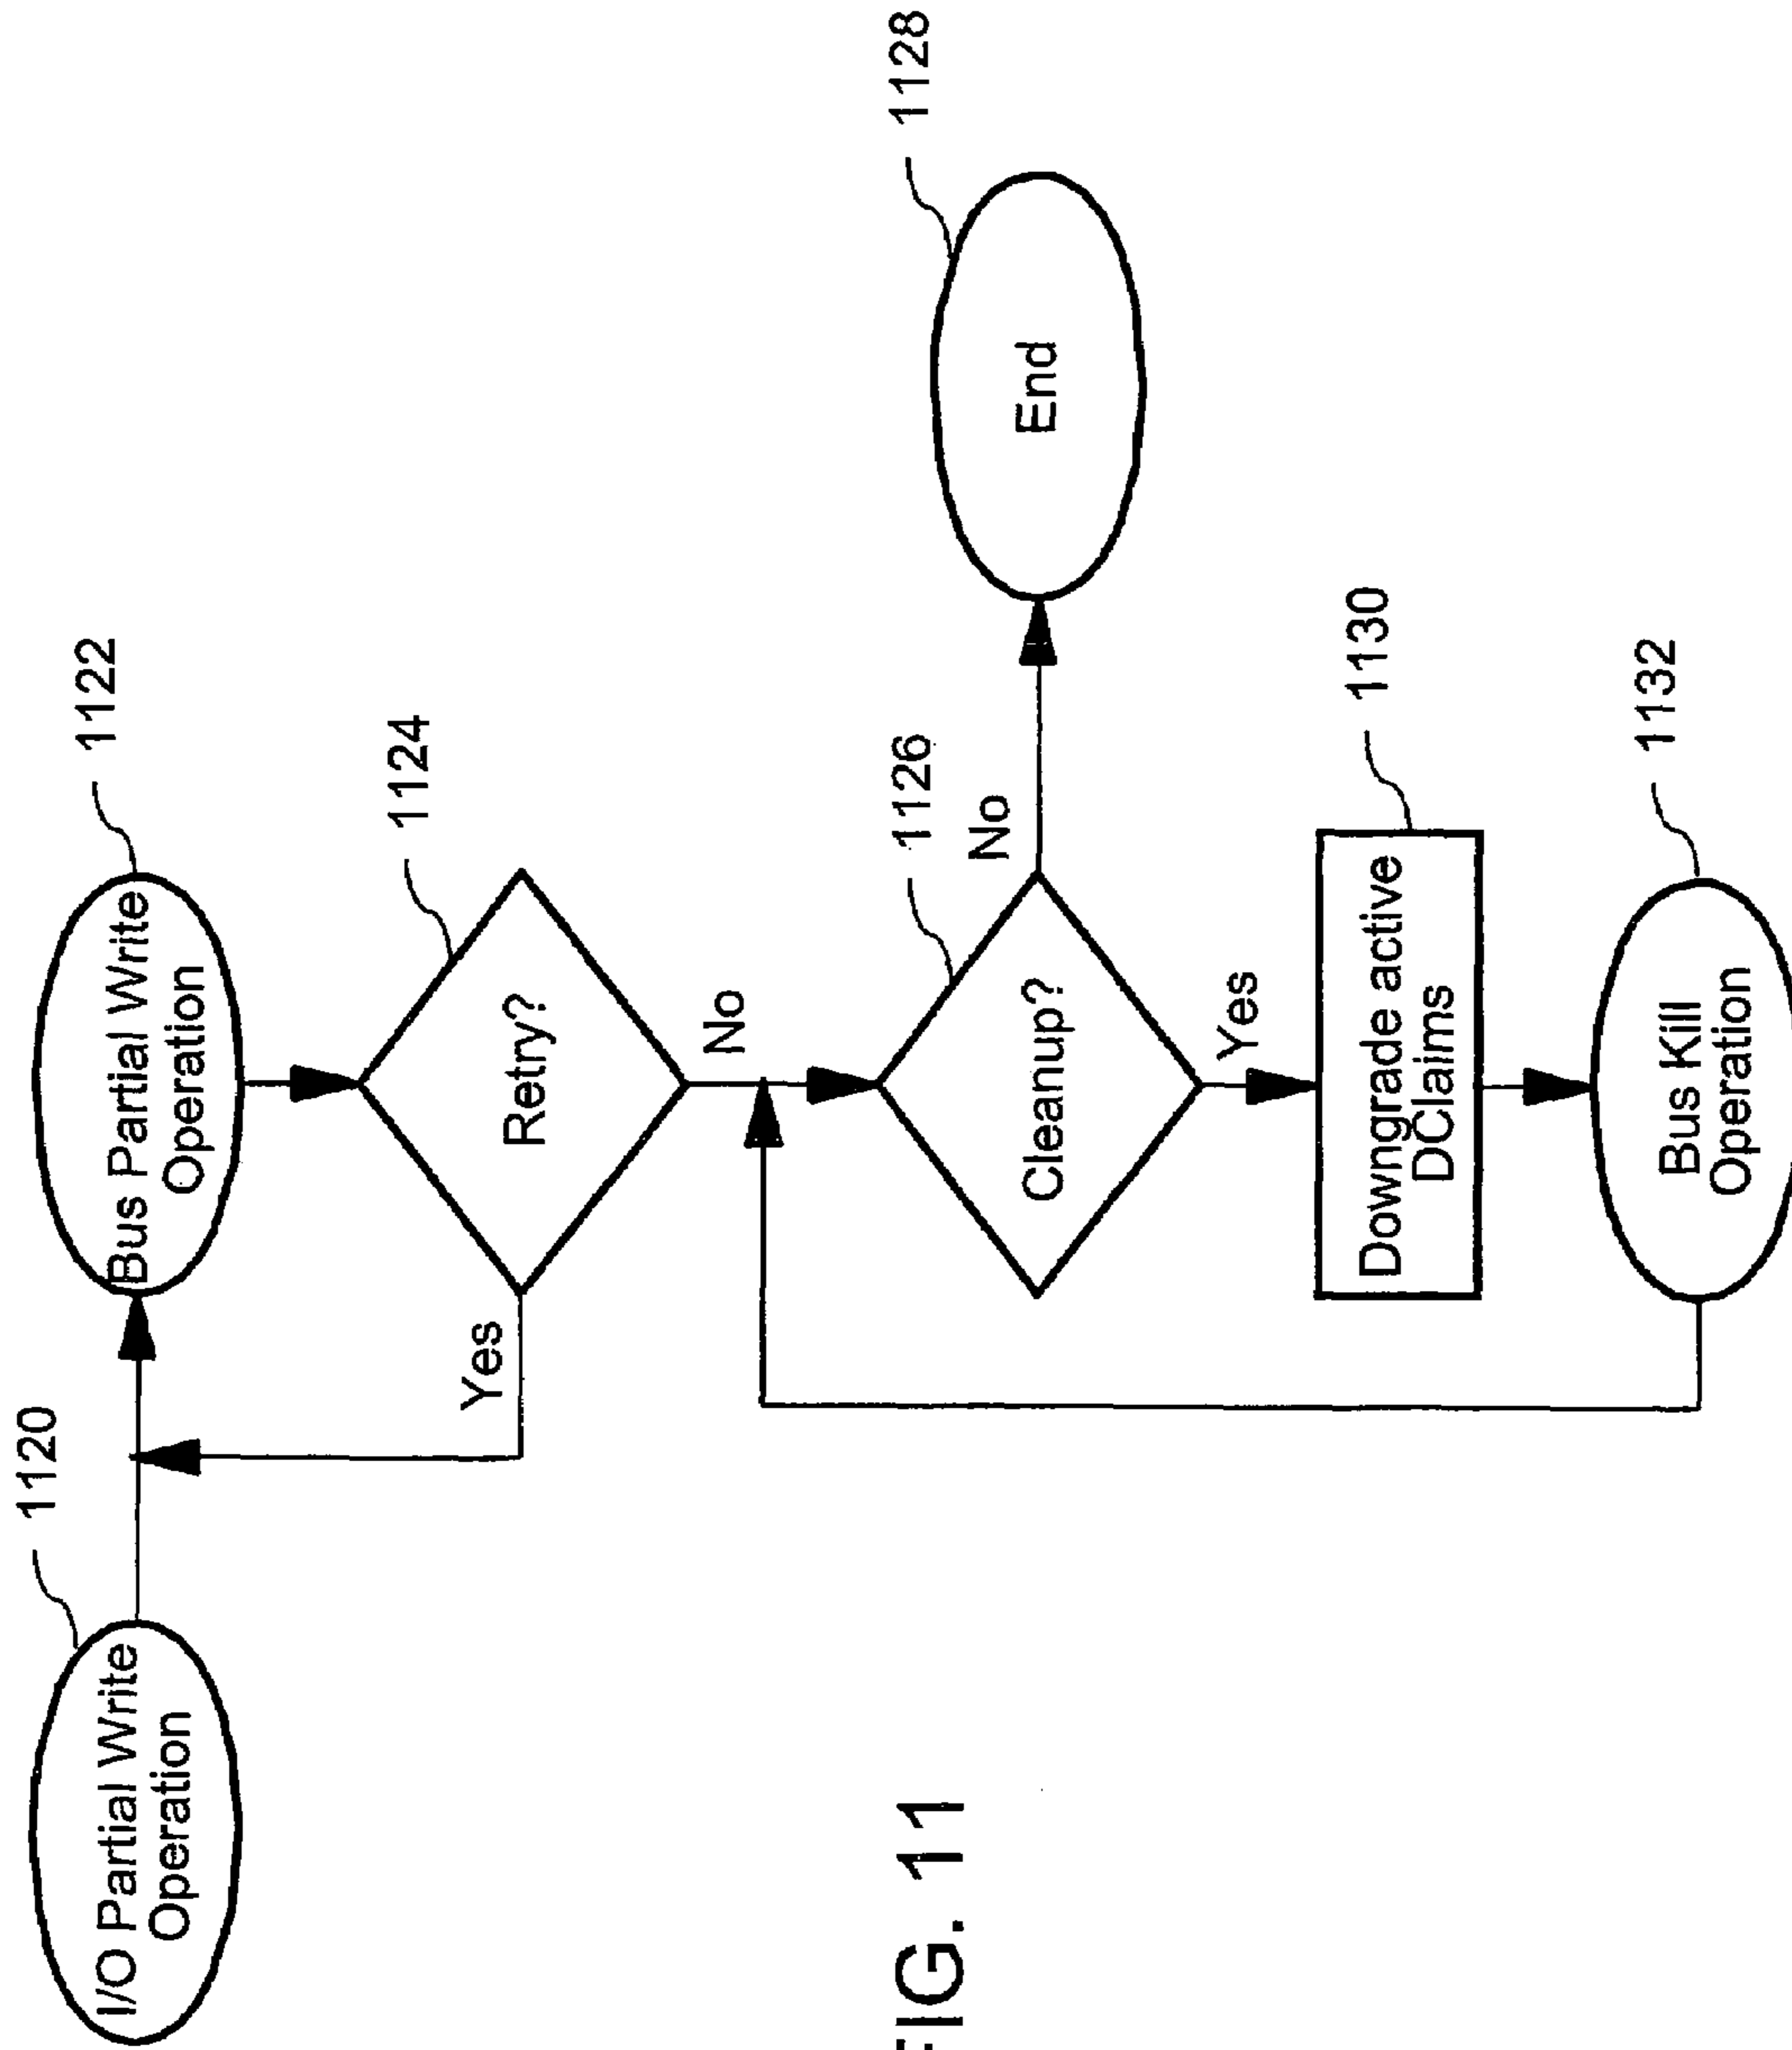 1120
I/O Partial Write
Operation
1122
Bus Partial Write
Operation
1124
Retry?
Yes
No
1126
Cleanup?
No
1128
End
Yes
1130
Downgrade active
DClaims
1132
Bus Kill
Operation
FIG. 11